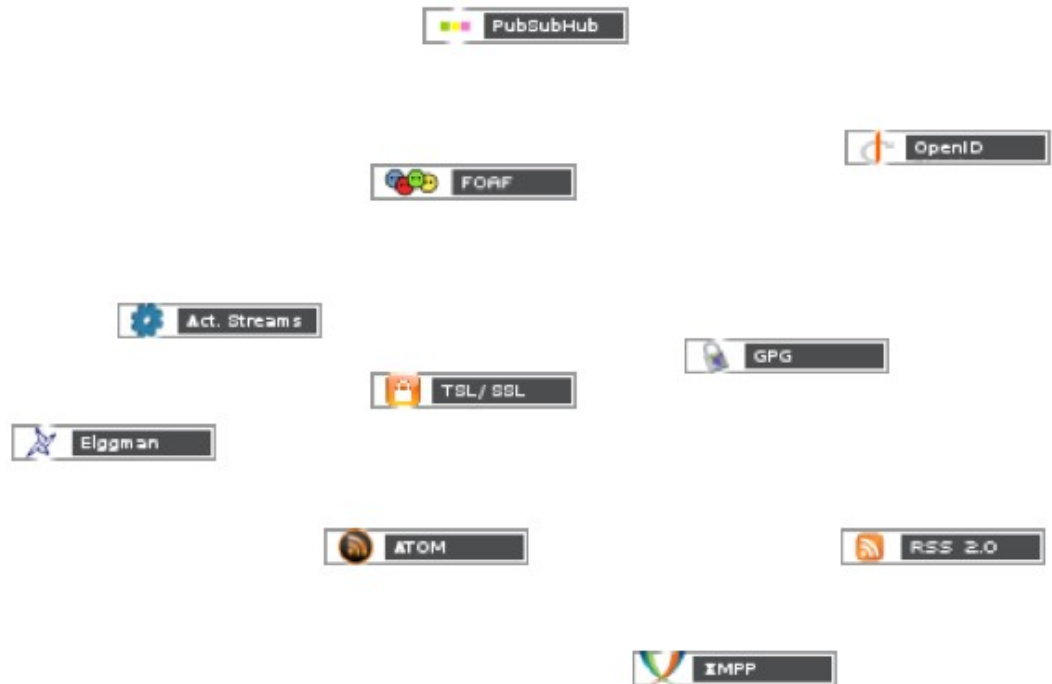 PubSubHub
OpenID
FOAF
Act. Streams
GPG
TSL/SSL
Elggman
ATOM
RSS 2.0
XMPP